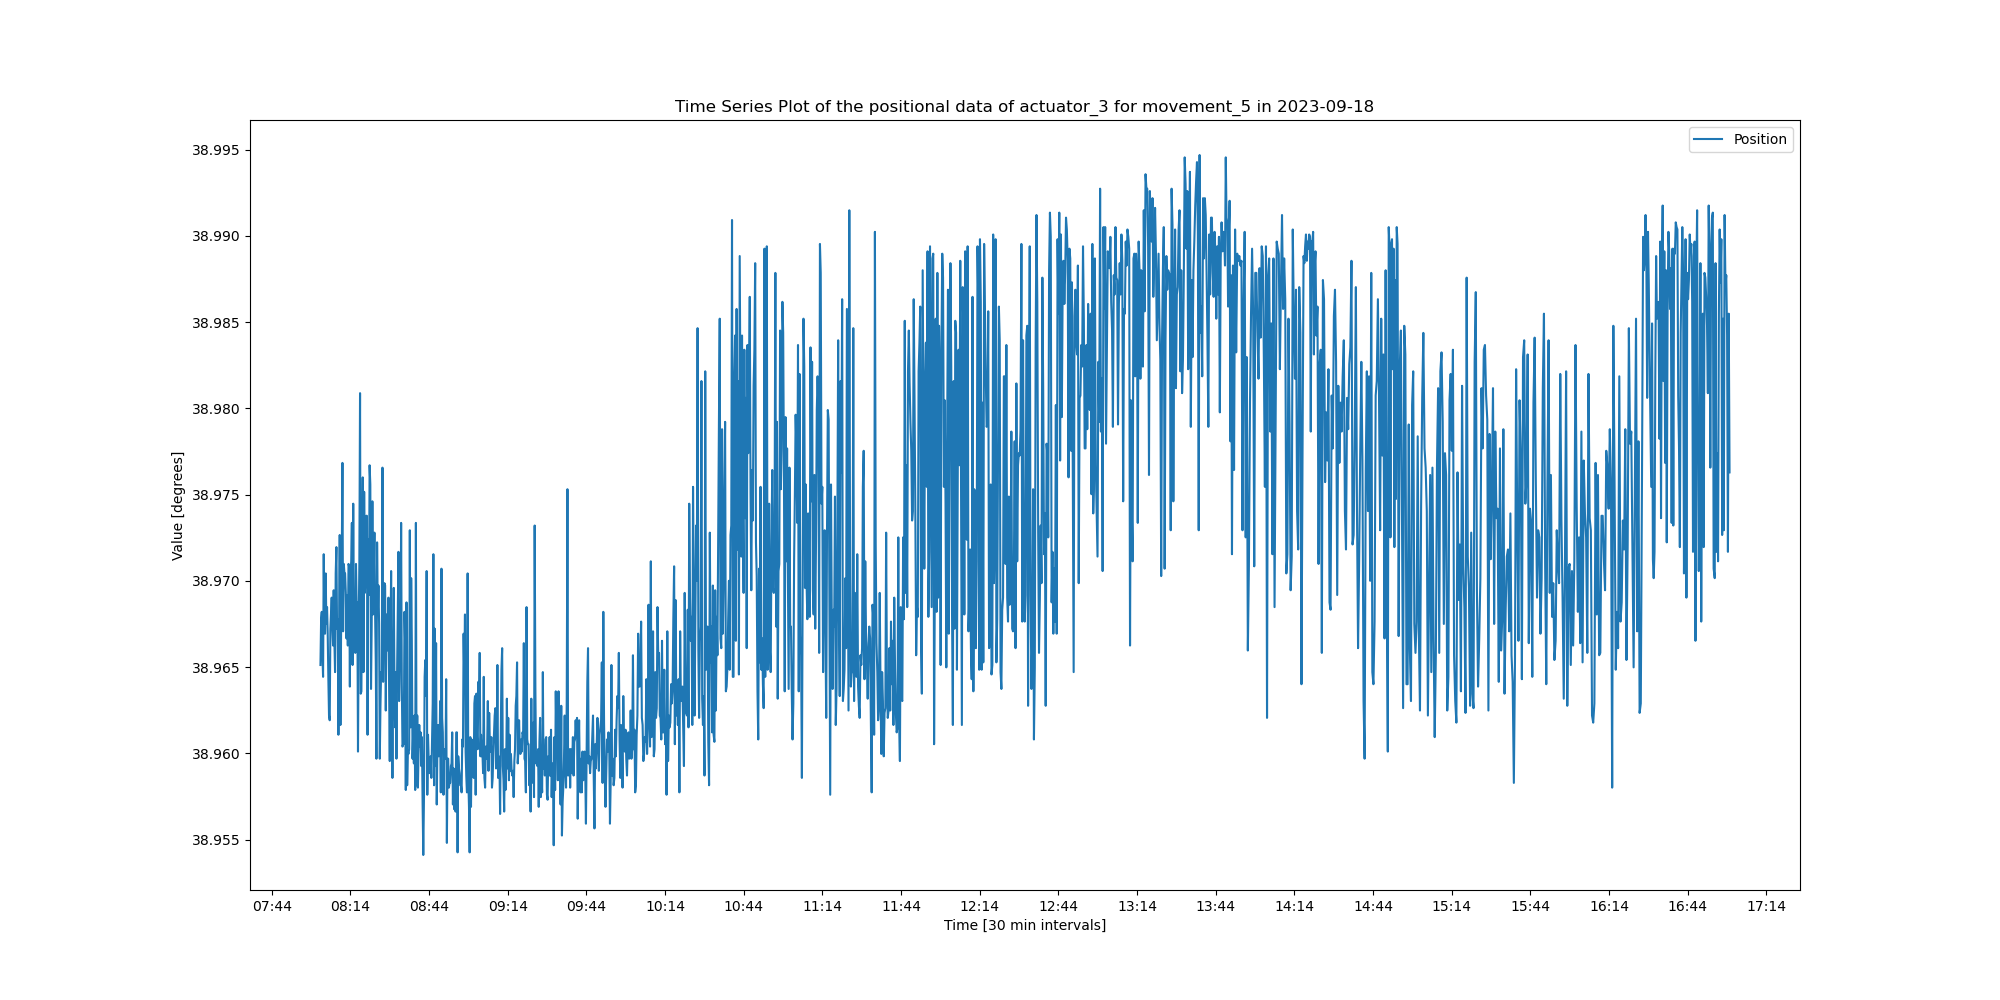 Time Series Plot of the positional data of actuator_3 for movement_5 in 2023-09-18
Position
38.995
38.990
38.985
38.980
38.975
38.970
38.965
38.960
38.955
Value [degrees]
07:44 08:14 08:44 09:14 09:44 10:14 10:44 11:14 11:44 12:14 12:44 13:14 13:44 14:14 14:44 15:14 15:44 16:14 16:44 17:14
Time [30 min intervals]